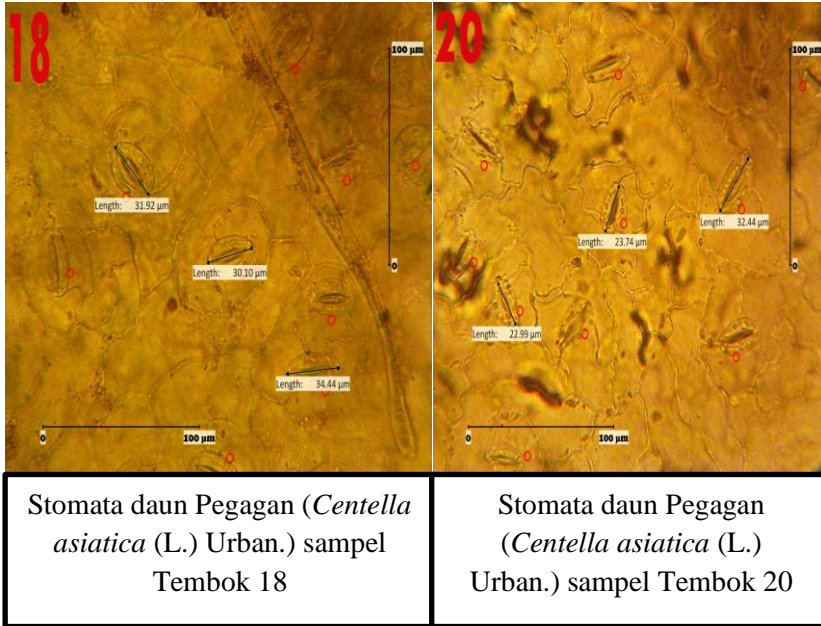 18
100 µm
0
Length: 31.92 µm
Length: 30.10 µm
Length: 34.44 µm
0
100 µm
20
100 µm
0
Length: 32.44 µm
Length: 23.74 µm
Length: 22.99 µm
0
100 µm
Stomata daun Pegagan (Centella
asiatica (L.) Urban.) sampel
Tembok 18
Stomata daun Pegagan
(Centella asiatica (L.)
Urban.) sampel Tembok 20